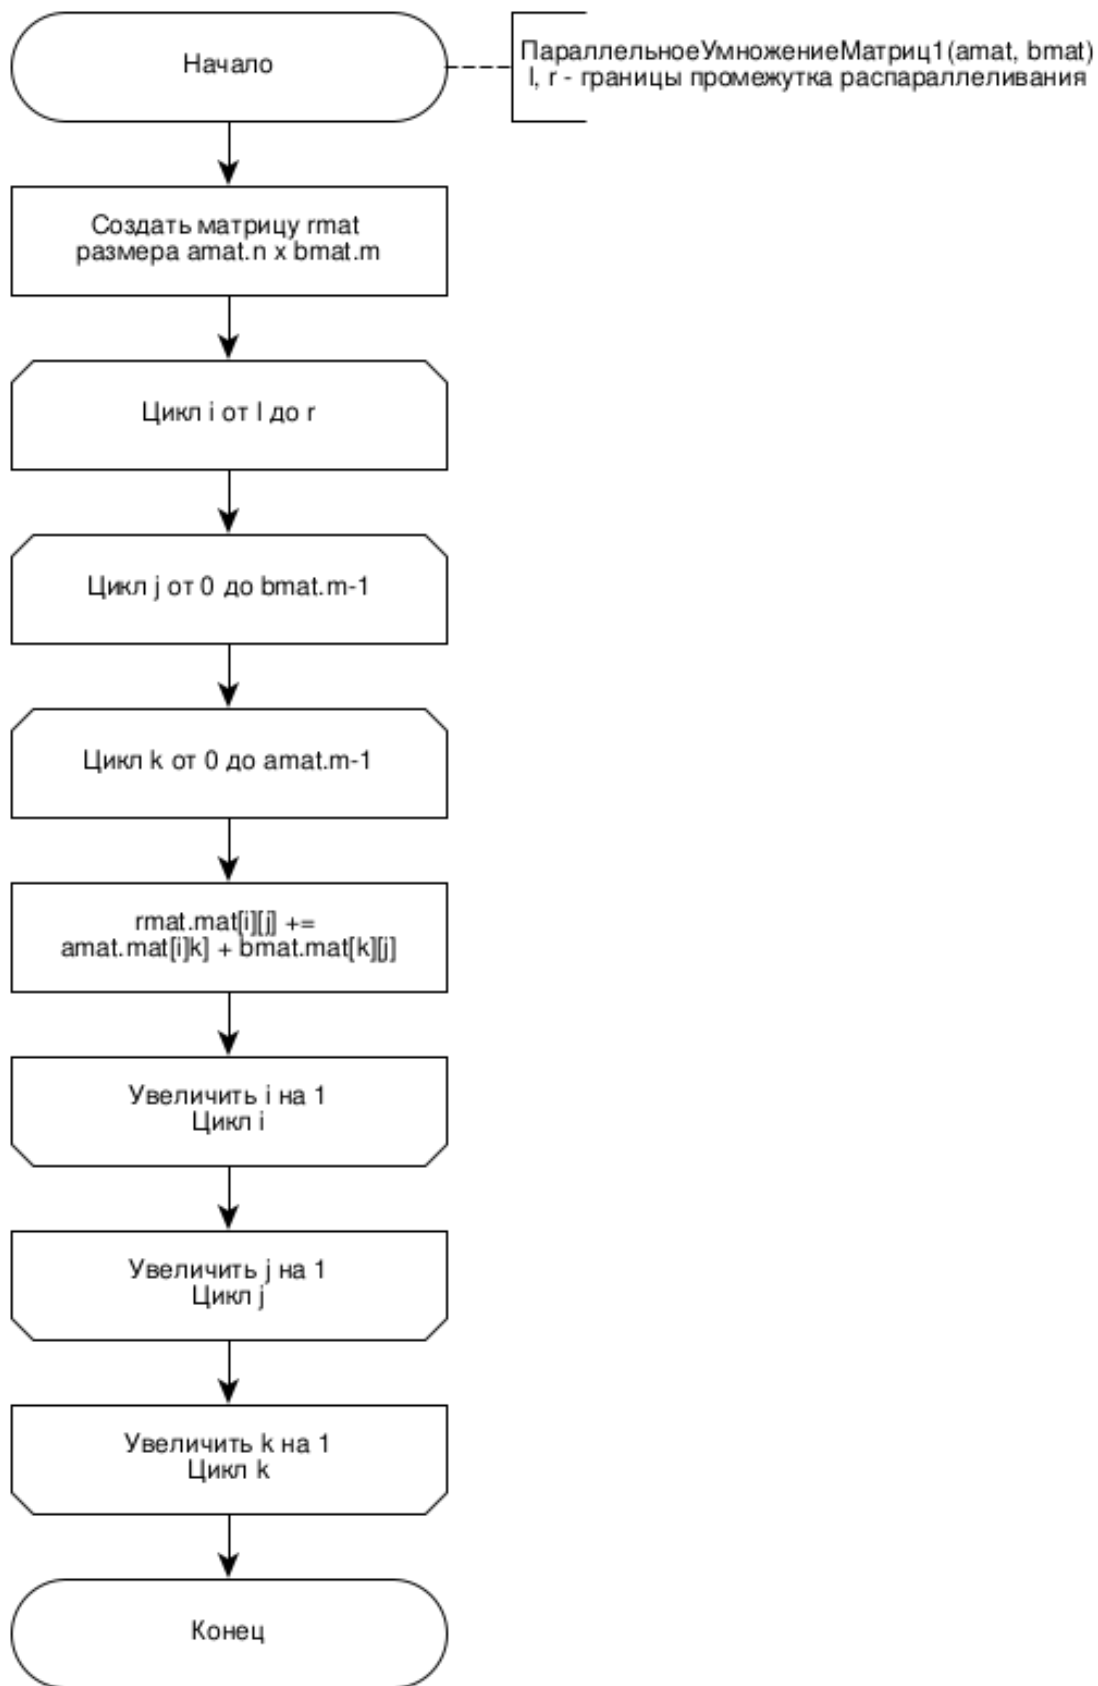 Начало
ПараллельноеУмножениеМатриц1(amat, bmat)
l, r - границы промежутка распараллеливания
Создать матрицу rmat
размера amat.n x bmat.m
Цикл i от l до r
Цикл j от 0 до bmat.m-1
Цикл k от 0 до amat.m-1
rmat.mat[i][j] +=
amat.mat[i]k] + bmat.mat[k][j]
Увеличить i на 1
Цикл i
Увеличить j на 1
Цикл j
Увеличить k на 1
Цикл k
Конец